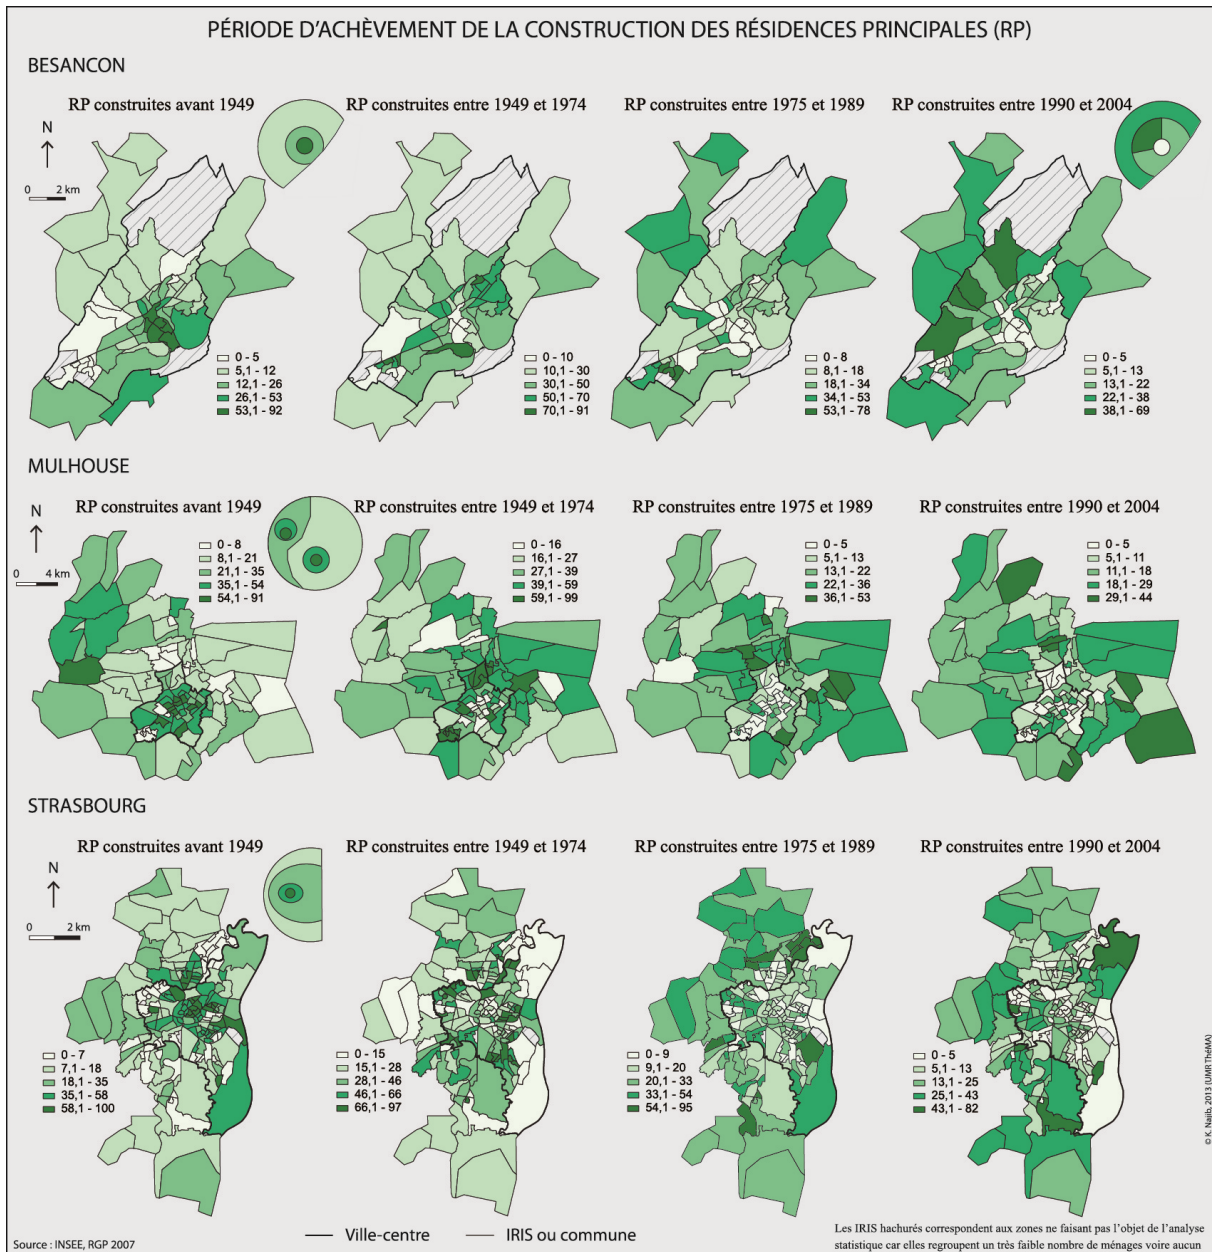 PÉRIODE D'ACHÈVEMENT DE LA CONSTRUCTION DES RÉSIDENCES PRINCIPALES (RP)
BESANCON
RP construites avant 1949
RP construites entre 1949 et 1974
RP construites entre 1975 et 1989
RP construites entre 1990 et 2004
N
0 2 km
0 - 5
5,1 - 12
12,1 - 26
26,1 - 53
53,1 - 92
0 - 10
10,1 - 30
30,1 - 50
50,1 - 70
70,1 - 91
0 - 8
8,1 - 18
18,1 - 34
34,1 - 53
53,1 - 78
0 - 5
5,1 - 13
13,1 - 22
22,1 - 38
38,1 - 69
MULHOUSE
RP construites avant 1949
RP construites entre 1949 et 1974
RP construites entre 1975 et 1989
RP construites entre 1990 et 2004
N
0 4 km
0 - 8
8,1 - 21
21,1 - 35
35,1 - 54
54,1 - 91
0 - 16
16,1 - 27
27,1 - 39
39,1 - 59
59,1 - 99
0 - 5
5,1 - 13
13,1 - 22
22,1 - 36
36,1 - 53
0 - 5
5,1 - 11
11,1 - 18
18,1 - 29
29,1 - 44
STRASBOURG
RP construites avant 1949
RP construites entre 1949 et 1974
RP construites entre 1975 et 1989
RP construites entre 1990 et 2004
N
0 2 km
0 - 7
7,1 - 18
18,1 - 35
35,1 - 58
58,1 - 100
0 - 15
15,1 - 28
28,1 - 46
46,1 - 66
66,1 - 97
0 - 9
9,1 - 20
20,1 - 33
33,1 - 54
54,1 - 95
0 - 5
5,1 - 13
13,1 - 25
25,1 - 43
43,1 - 82
© K. Najib, 2013 (UMR ThéMA)
Source : INSEE, RGP 2007
Ville-centre
IRIS ou commune
Les IRIS hachurés correspondent aux zones ne faisant pas l'objet de l'analyse
statistique car elles regroupent un très faible nombre de ménages voire aucun